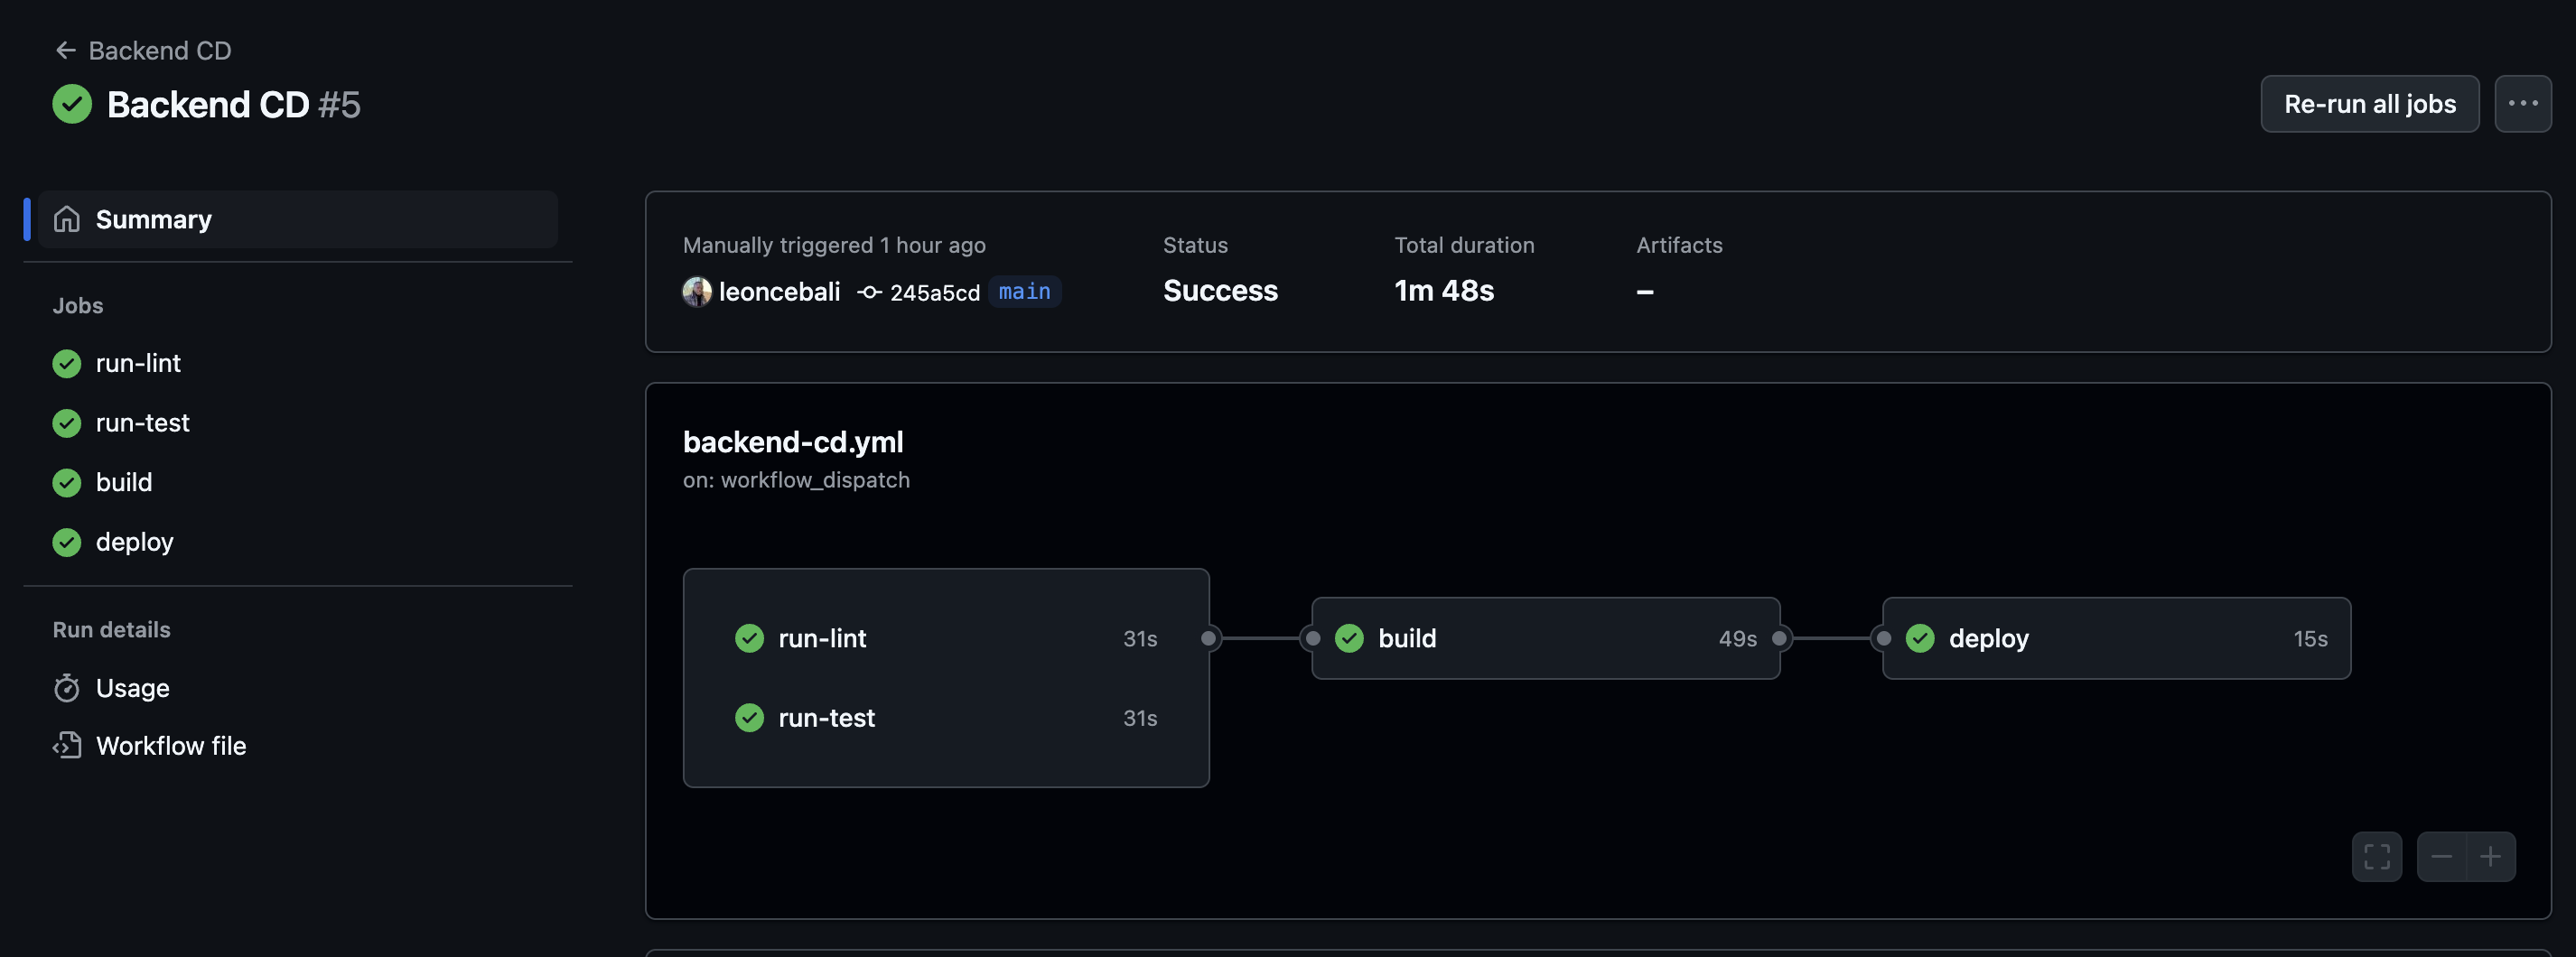 Backend CD
Backend CD #5
Re-run all jobs
Summary
Jobs
run-lint
run-test
build
deploy
Run details
Usage
Workflow file
Manually triggered 1 hour ago
leoncebali 245a5cd main
Status
Success
Total duration
1m 48s
Artifacts
–
backend-cd.yml
on: workflow_dispatch
run-lint 31s
run-test 31s
build 49s
deploy 15s